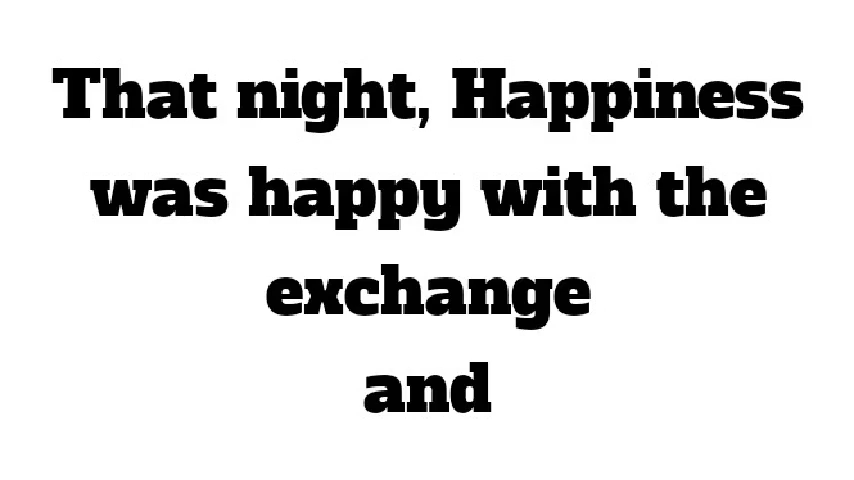 That night, Happiness
was happy with the
exchange
and